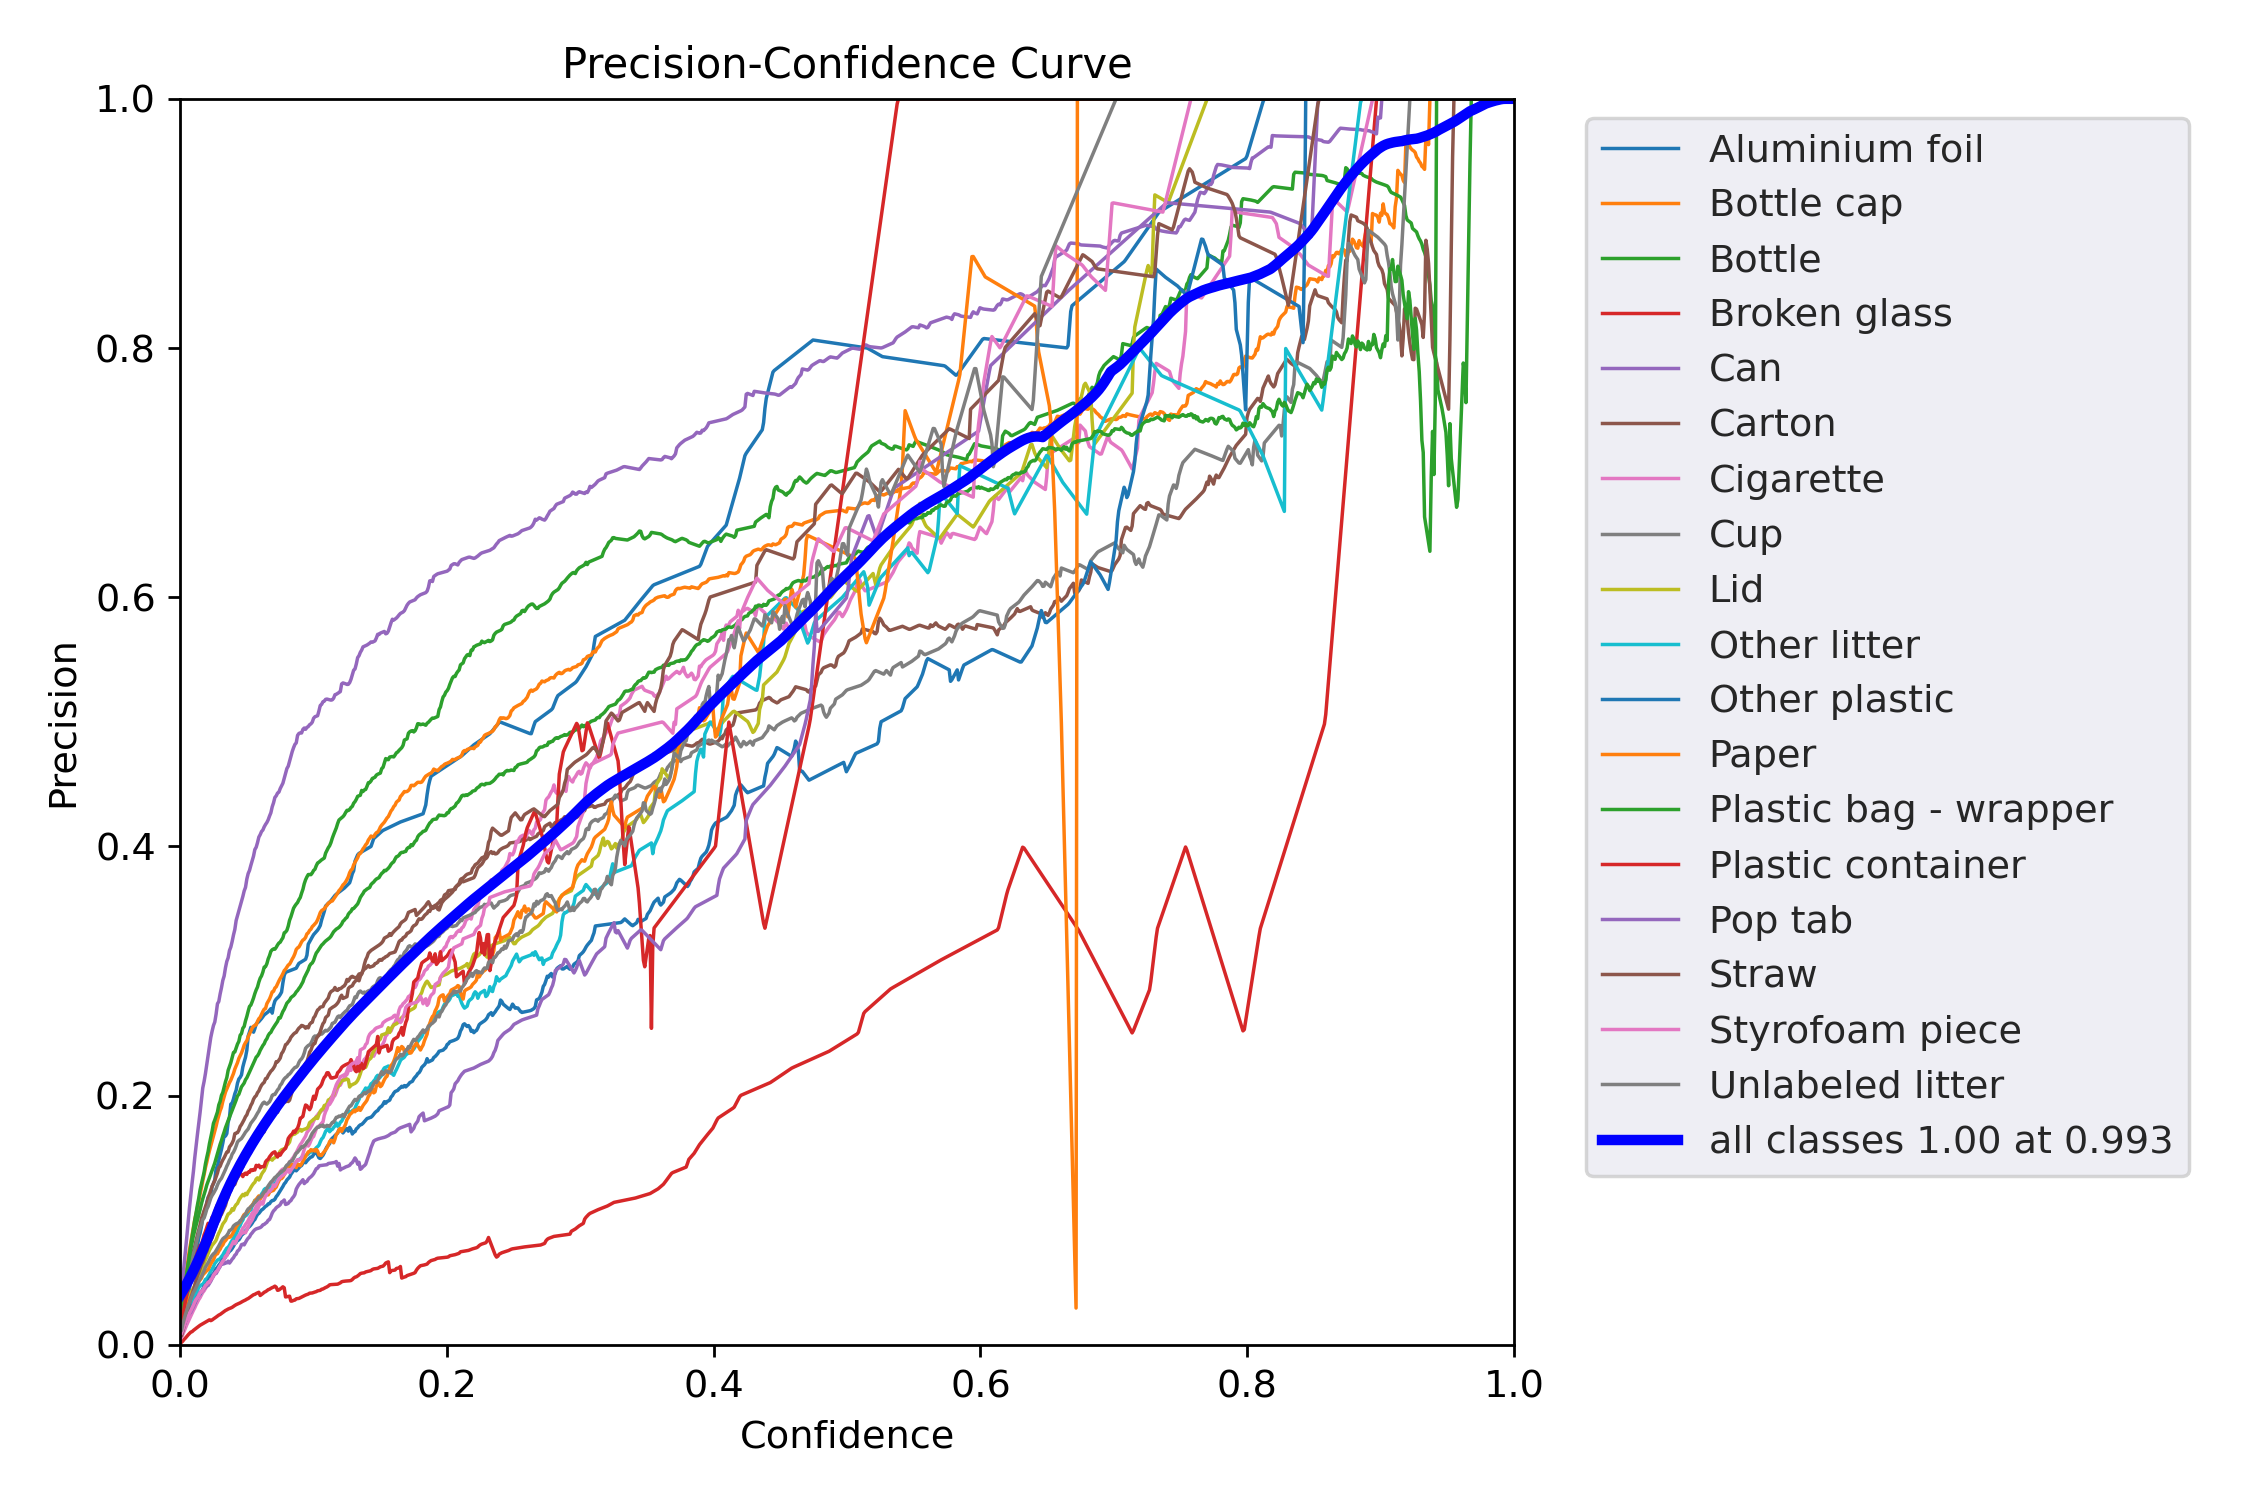 Precision-Confidence Curve
1.0
0.8
0.6
0.4
0.2
0.0
Precision
0.0 0.2 0.4 0.6 0.8 1.0
Confidence
Aluminium foil
Bottle cap
Bottle
Broken glass
Can
Carton
Cigarette
Cup
Lid
Other litter
Other plastic
Paper
Plastic bag - wrapper
Plastic container
Pop tab
Straw
Styrofoam piece
Unlabeled litter
all classes 1.00 at 0.993